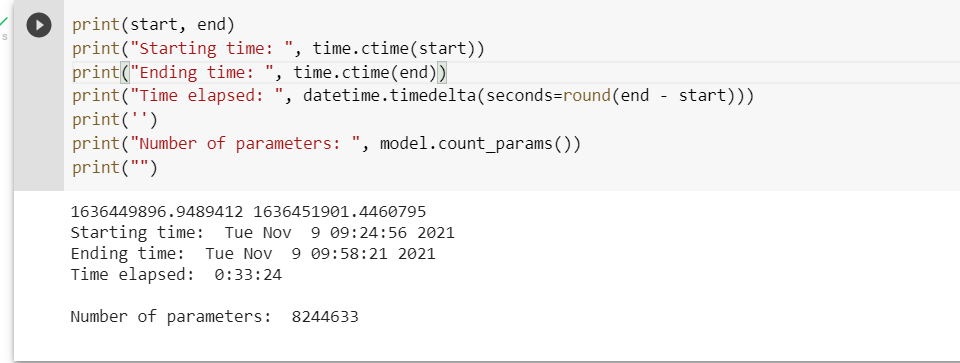 s
print(start, end)
print("Starting time: ", time.ctime(start))
print("Ending time: ", time.ctime(end))
print("Time elapsed: ", datetime.timedelta(seconds=round(end - start)))
print('')
print("Number of parameters: ", model.count_params())
print("")
1636449896.9489412 1636451901.4460795
Starting time:  Tue Nov  9 09:24:56 2021
Ending time:  Tue Nov  9 09:58:21 2021
Time elapsed:  0:33:24

Number of parameters:  8244633